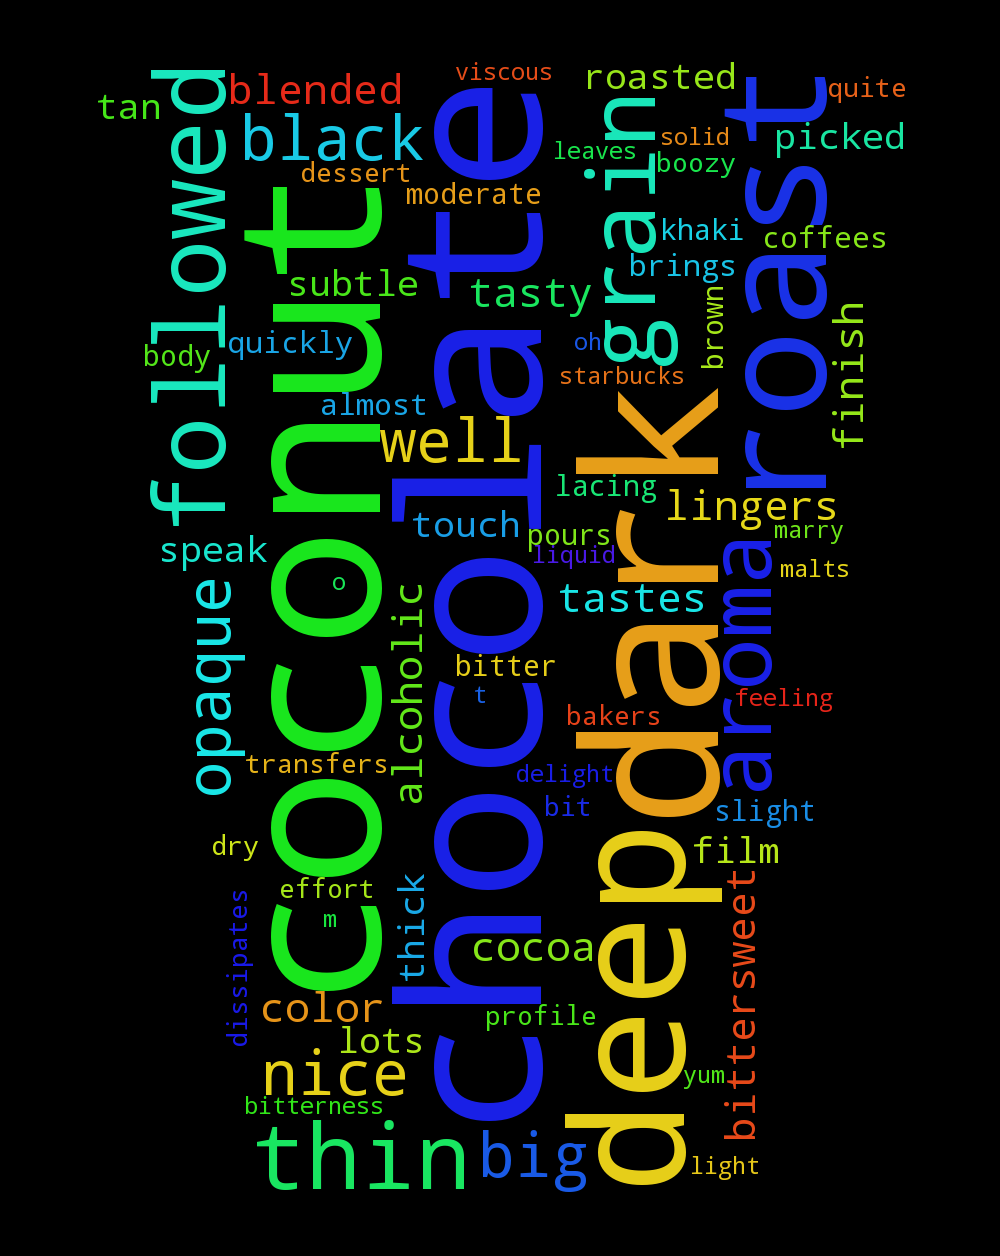 viscous
roasted
quite
tan
followed
blended
black
dessert
moderate
leaves
solid
boozy
picked
khaki
coffees
brings
grain
roast
chocolate
coconut
subtle
tasty
body
quickly
oh
starbucks
brown
finish
almost
well
dark
lacing
lingers
touch
pours
liquid
marry
malts
speak
o
tastes
opaque
alcoholic
aroma
bitter
t
bakers
feeling
transfers
delight
bit
slight
dry
film
deep
effort
m
thick
cocoa
bittersweet
dissipates
color
profile
lots
nice
yum
bitterness
thin
big
light